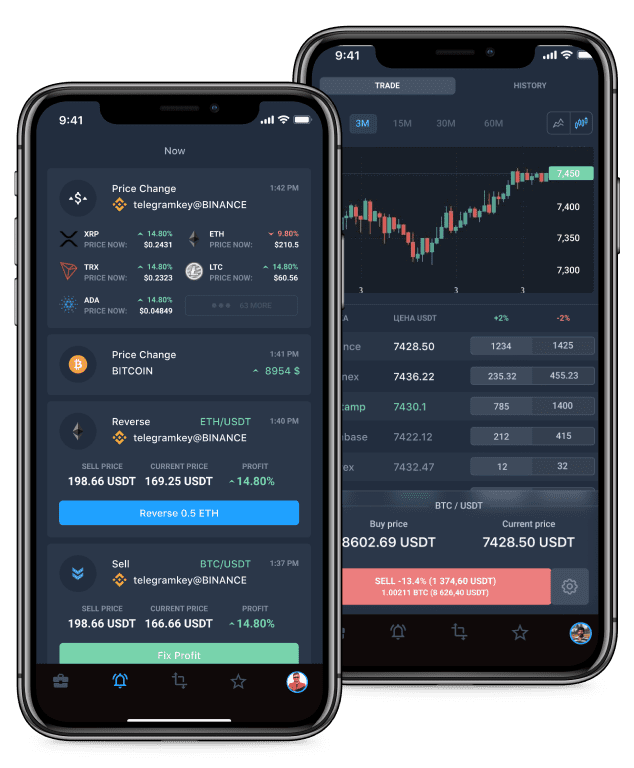 9:41
Now
Price Change 1:42 PM
telegramkey@BINANCE
XRP 14.80% ETH 9.80%
PRICE NOW: $0.2431 PRICE NOW: $210.5
TRX 14.80% LTC 14.80%
PRICE NOW: $0.2323 PRICE NOW: $60.56
ADA 14.80%
PRICE NOW: $0.04849 63 MORE
Price Change 1:41 PM
BITCOIN 8954 $
Reverse ETH/USDT 1:40 PM
telegramkey@BINANCE
SELL PRICE CURRENT PRICE PROFIT
198.66 USDT 169.25 USDT 14.80%
Reverse 0.5 ETH
Sell BTC/USDT 1:37 PM
telegramkey@BINANCE
SELL PRICE CURRENT PRICE PROFIT
198.66 USDT 166.66 USDT 14.80%
Fix Profit
9:41
TRADE HISTORY
3M 15M 30M 60M
7,450
7,400
7,350
7,300
3 3 3
А ЦЕНА USDT +2% -2%
nce 7428.50 1234 1425
nex 7436.22 235.32 455.23
tamp 7430.1 785 1400
base 7422.12 212 415
ex 7432.47 12 32
BTC / USDT
Buy price Current price
8602.69 USDT 7428.50 USDT
SELL -13.4% (1 374,60 USDT)
1.00211 BTC (8 626,40 USDT)